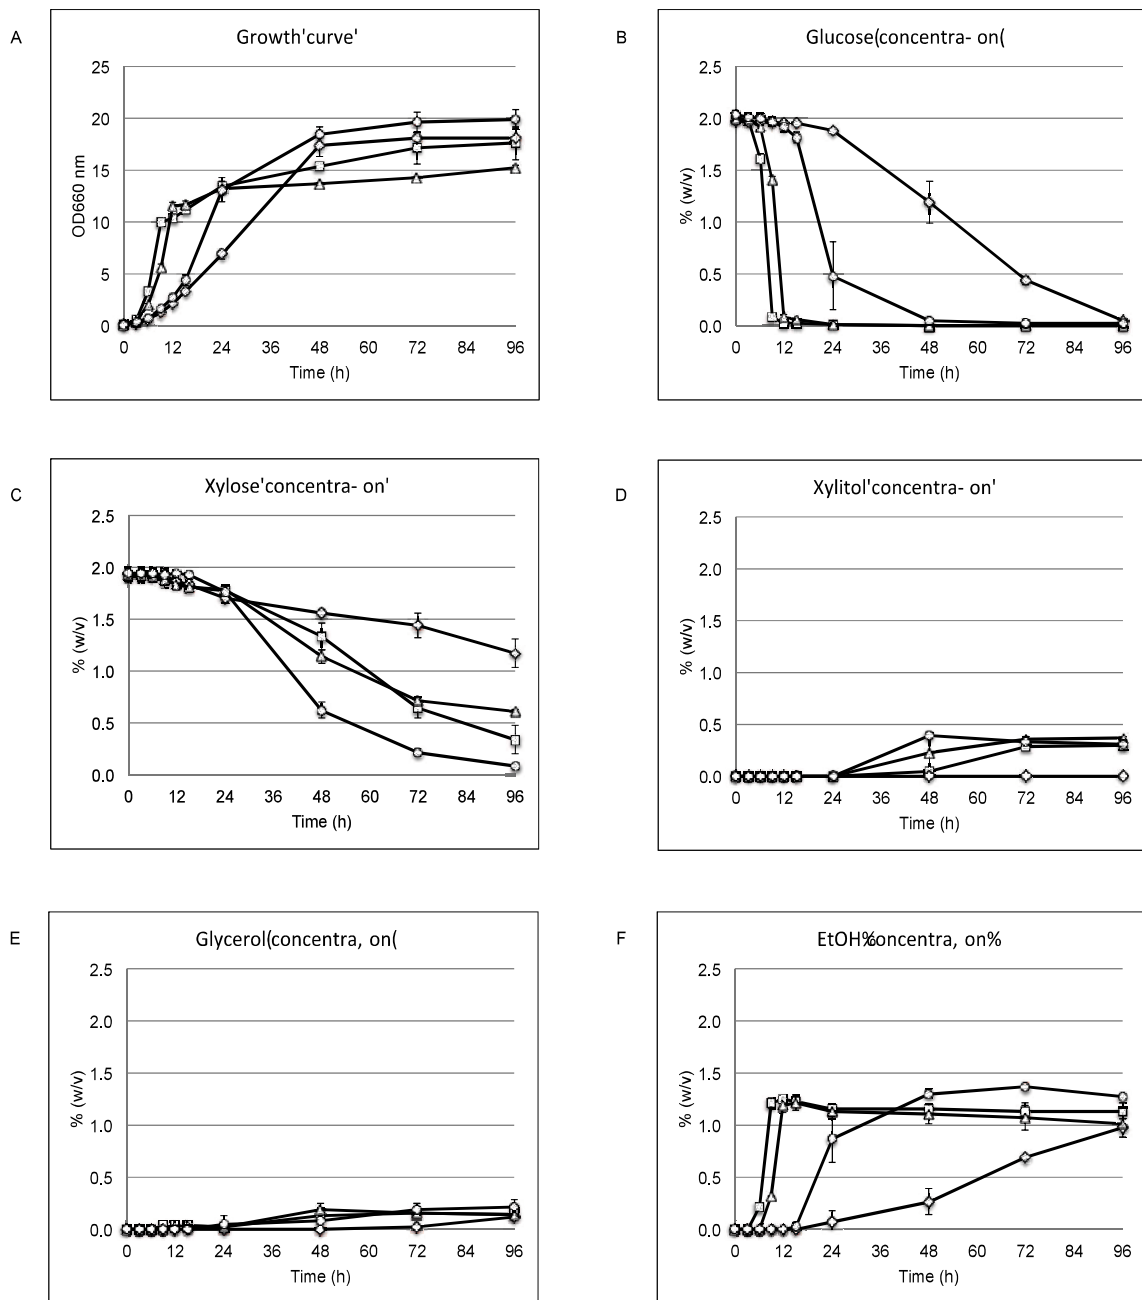 A
Growth'curve'
25
20
15
10
5
0
OD660 nm
0 12 24 36 48 60 72 84 96
Time (h)
B
Glucose(concentra- on(
2.5
2.0
1.5
1.0
0.5
0.0
% (w/v)
0 12 24 36 48 60 72 84 96
Time (h)
C
Xylose'concentra- on'
2.5
2.0
1.5
1.0
0.5
0.0
% (w/v)
0 12 24 36 48 60 72 84 96
Time (h)
D
Xylitol'concentra- on'
2.5
2.0
1.5
1.0
0.5
0.0
% (w/v)
0 12 24 36 48 60 72 84 96
Time (h)
E
Glycerol(concentra, on(
2.5
2.0
1.5
1.0
0.5
0.0
% (w/v)
0 12 24 36 48 60 72 84 96
Time (h)
F
EtOH%concentra, on%
2.5
2.0
1.5
1.0
0.5
0.0
% (w/v)
0 12 24 36 48 60 72 84 96
Time (h)